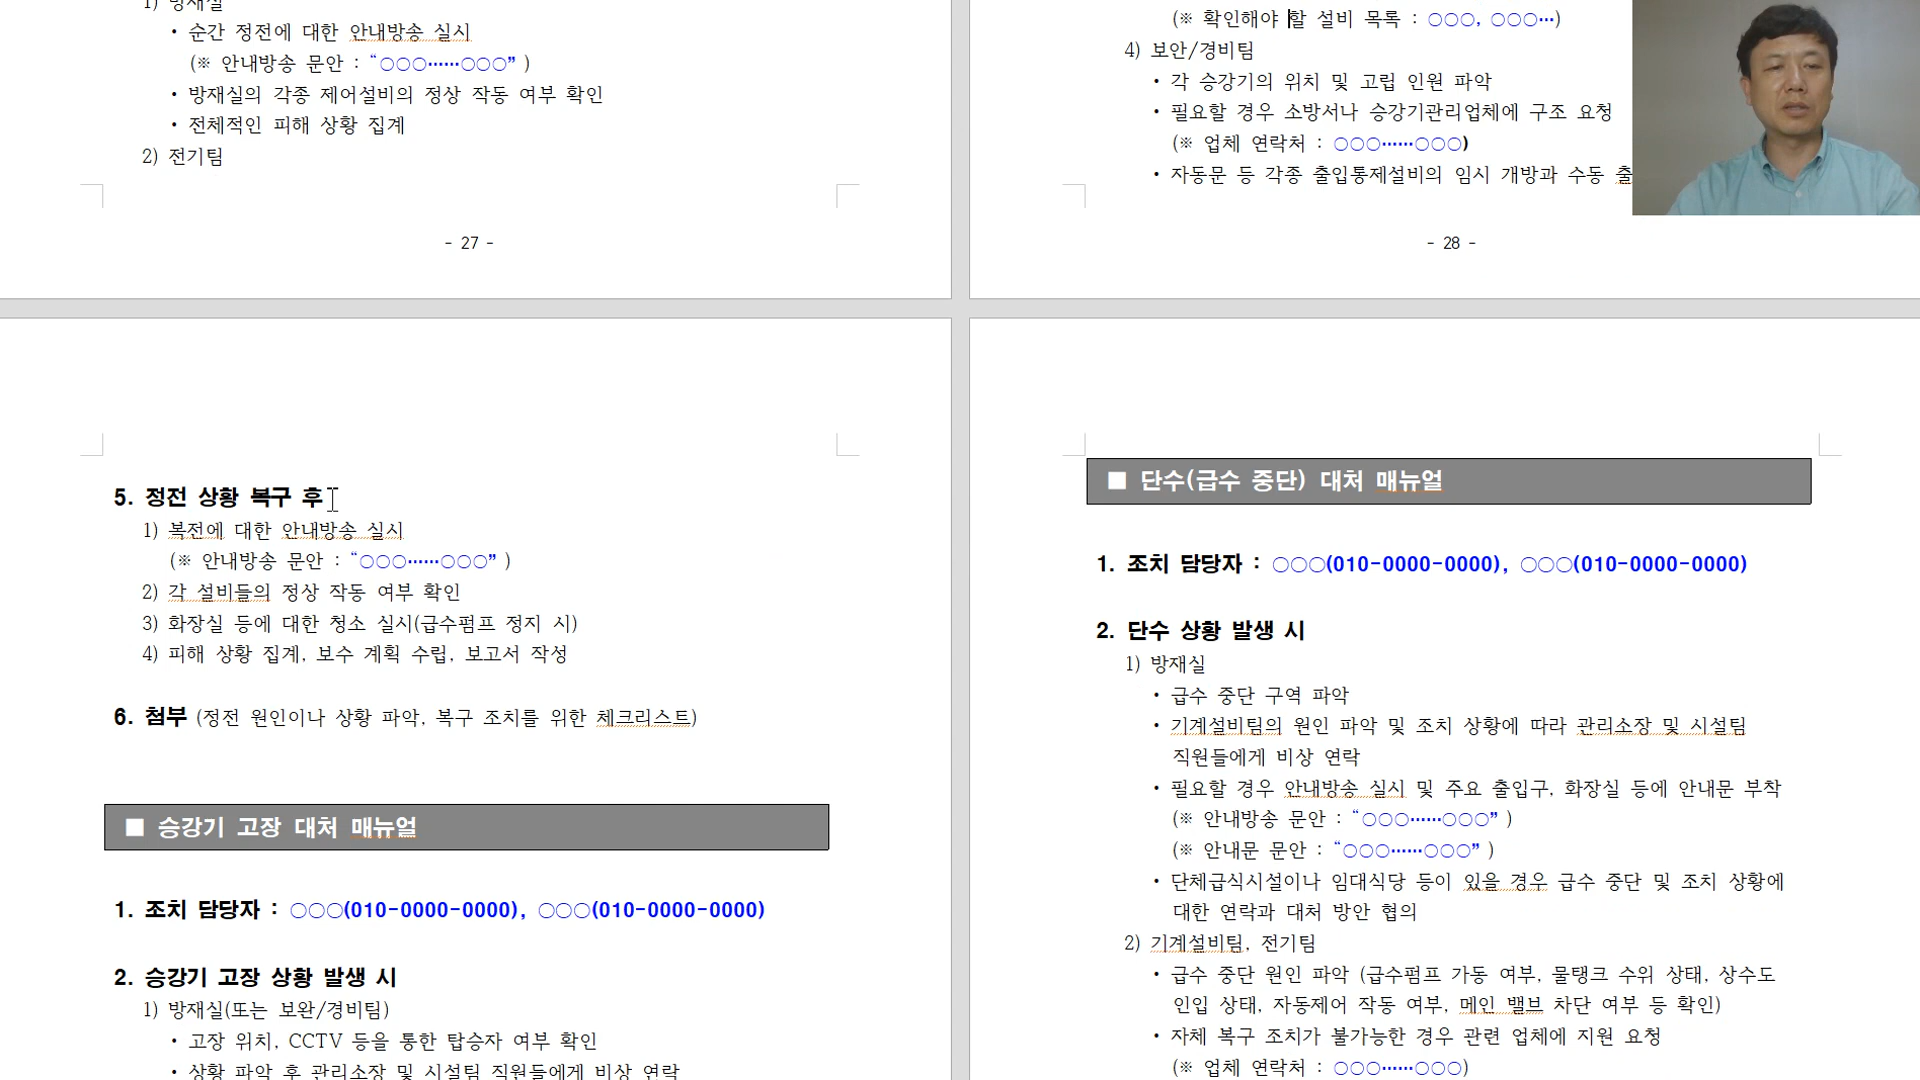 1) 방재실
• 순간 정전에 대한 안내방송 실시
(※ 안내방송 문안 : “○○○……○○○” )
• 방재실의 각종 제어설비의 정상 작동 여부 확인
• 전체적인 피해 상황 집계
2) 전기팀
- 27 -
(※ 확인해야 할 설비 목록 : ○○○, ○○○…)
4) 보안/경비팀
• 각 승강기의 위치 및 고립 인원 파악
• 필요할 경우 소방서나 승강기관리업체에 구조 요청
(※ 업체 연락처 : ○○○……○○○)
• 자동문 등 각종 출입통제설비의 임시 개방과 수동 출
- 28 -
5. 정전 상황 복구 후
1) 복전에 대한 안내방송 실시
(※ 안내방송 문안 : “○○○……○○○” )
2) 각 설비들의 정상 작동 여부 확인
3) 화장실 등에 대한 청소 실시(급수펌프 정지 시)
4) 피해 상황 집계, 보수 계획 수립, 보고서 작성
6. 첨부 (정전 원인이나 상황 파악, 복구 조치를 위한 체크리스트)
■ 승강기 고장 대처 매뉴얼
1. 조치 담당자 : ○○○(010-0000-0000), ○○○(010-0000-0000)
2. 승강기 고장 상황 발생 시
1) 방재실(또는 보완/경비팀)
• 고장 위치, CCTV 등을 통한 탑승자 여부 확인
• 상황 파악 후 관리소장 및 시설팀 직원들에게 비상 연락
■ 단수(급수 중단) 대처 매뉴얼
1. 조치 담당자 : ○○○(010-0000-0000), ○○○(010-0000-0000)
2. 단수 상황 발생 시
1) 방재실
• 급수 중단 구역 파악
• 기계설비팀의 원인 파악 및 조치 상황에 따라 관리소장 및 시설팀
직원들에게 비상 연락
• 필요할 경우 안내방송 실시 및 주요 출입구, 화장실 등에 안내문 부착
(※ 안내방송 문안 : “○○○……○○○” )
(※ 안내문 문안 : “○○○……○○○” )
• 단체급식시설이나 임대식당 등이 있을 경우 급수 중단 및 조치 상황에
대한 연락과 대처 방안 협의
2) 기계설비팀, 전기팀
• 급수 중단 원인 파악 (급수펌프 가동 여부, 물탱크 수위 상태, 상수도
인입 상태, 자동제어 작동 여부, 메인 밸브 차단 여부 등 확인)
• 자체 복구 조치가 불가능한 경우 관련 업체에 지원 요청
(※ 업체 연락처 : ○○○……○○○)